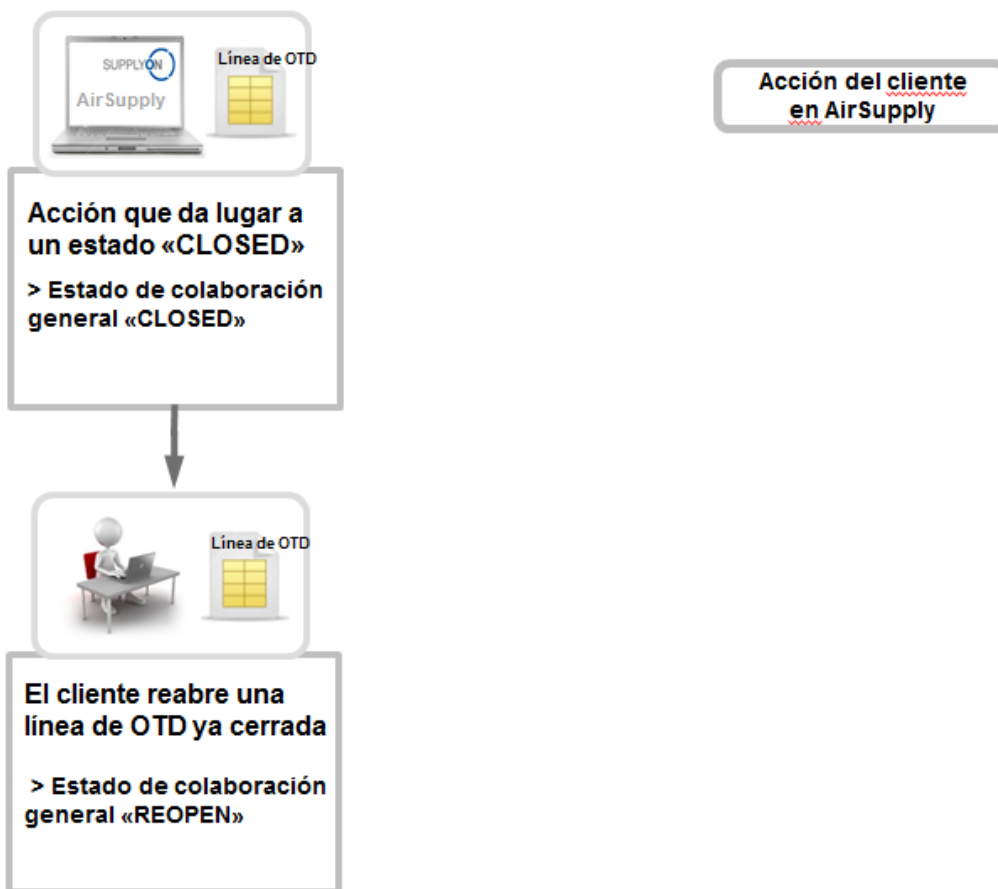 SUPPLYON
AirSupply
Línea de OTD
Acción del cliente
en AirSupply
Acción que da lugar a
un estado «CLOSED»
> Estado de colaboración
general «CLOSED»
Línea de OTD
El cliente reabre una
línea de OTD ya cerrada
> Estado de colaboración
general «REOPEN»